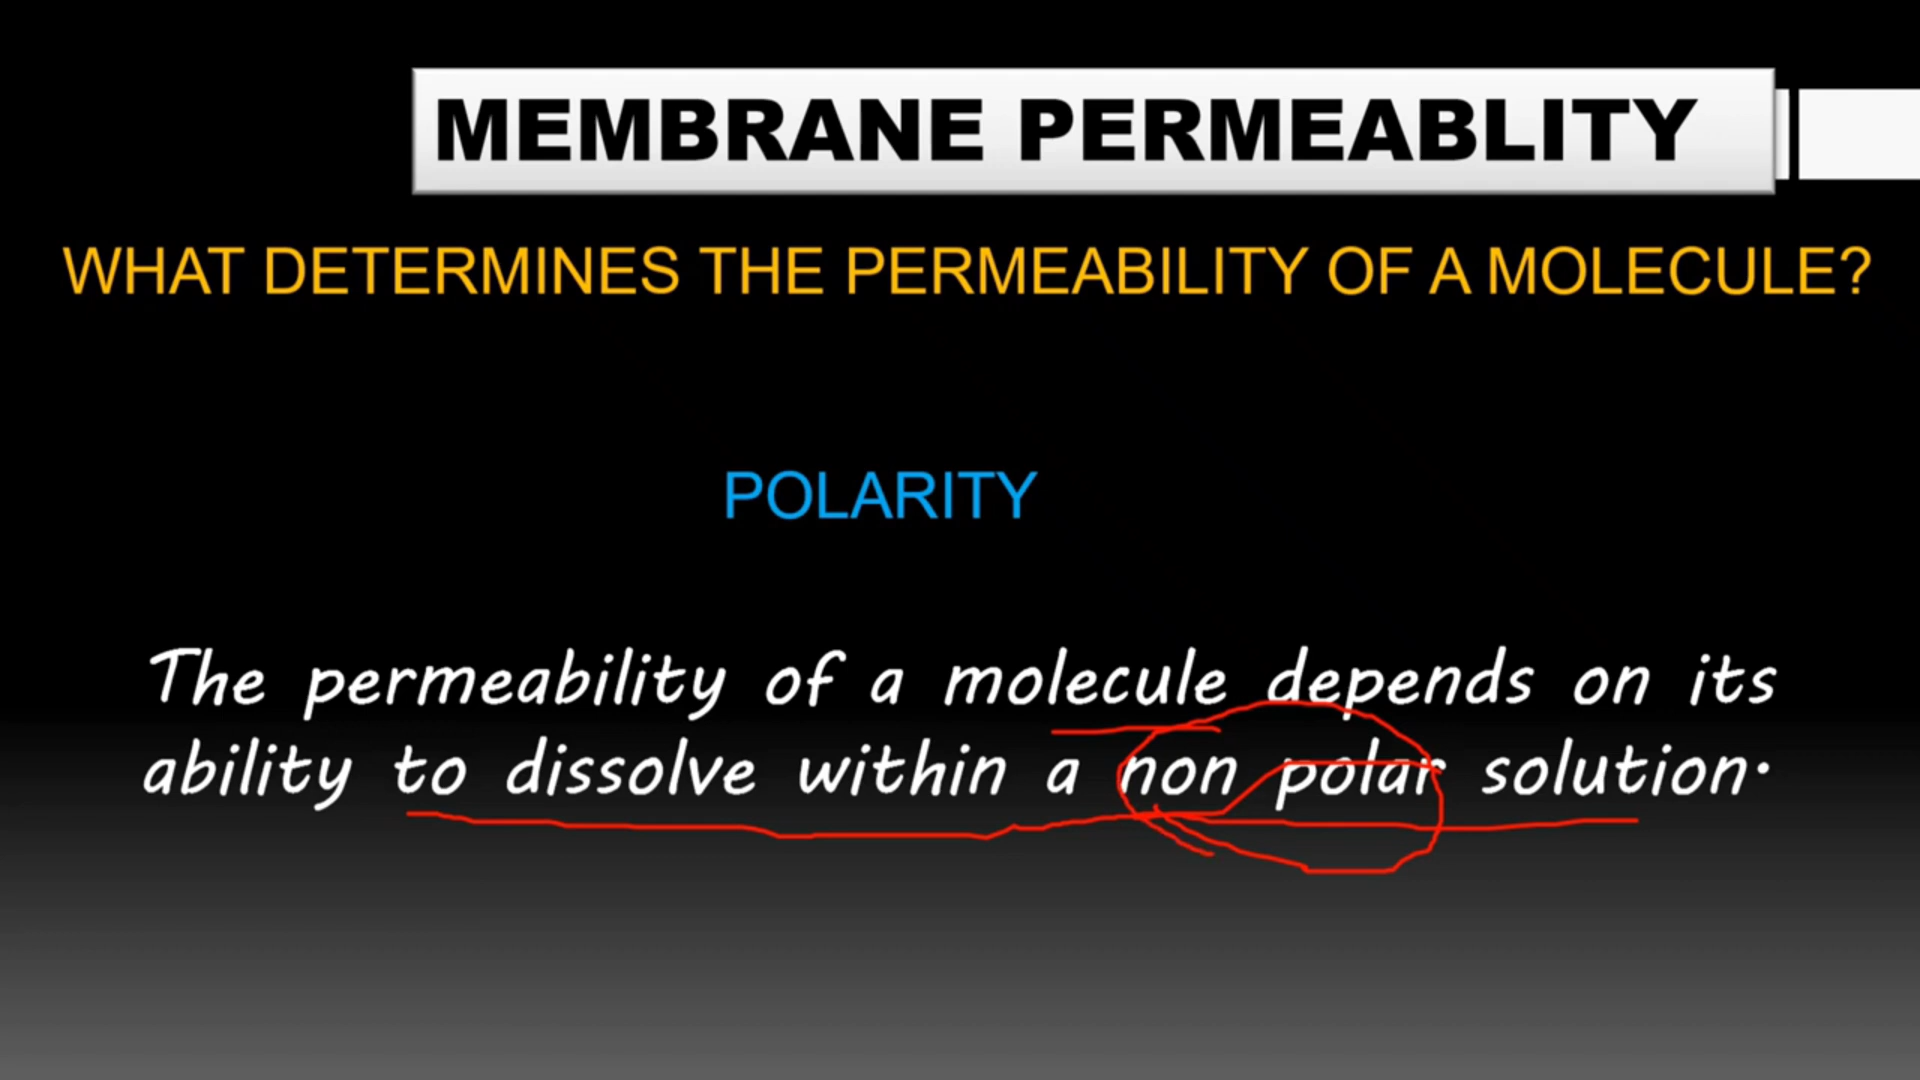 MEMBRANE PERMEABLITY
WHAT DETERMINES THE PERMEABILITY OF A MOLECULE?
POLARITY
The permeability of a molecule depends on its
ability to dissolve within a non polar solution.